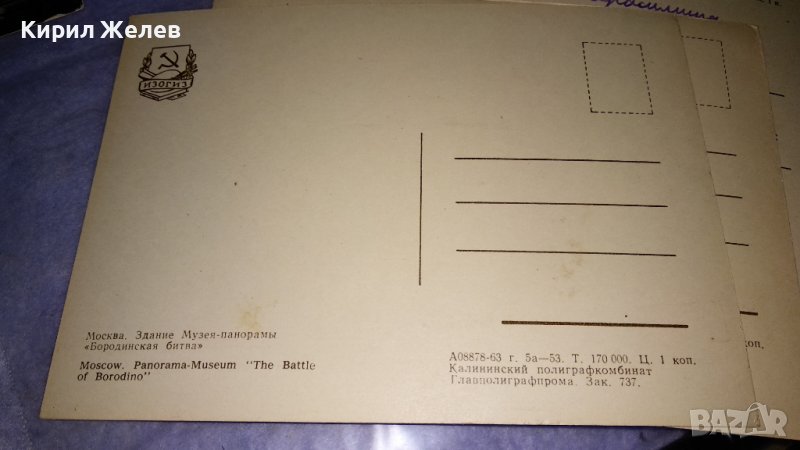 Кирил Желев
ИЗОГИЗ
Москва. Здание Музея-панорамы
«Бородинская битва»
Moscow. Panorama-Museum "The Battle
of Borodino"
А08878-63 г. 5а—53. Т. 170 000. Ц. 1 коп.
Калининский полиграфкомбинат
Главполиграфпрома. Зак. 737.
BAZAR